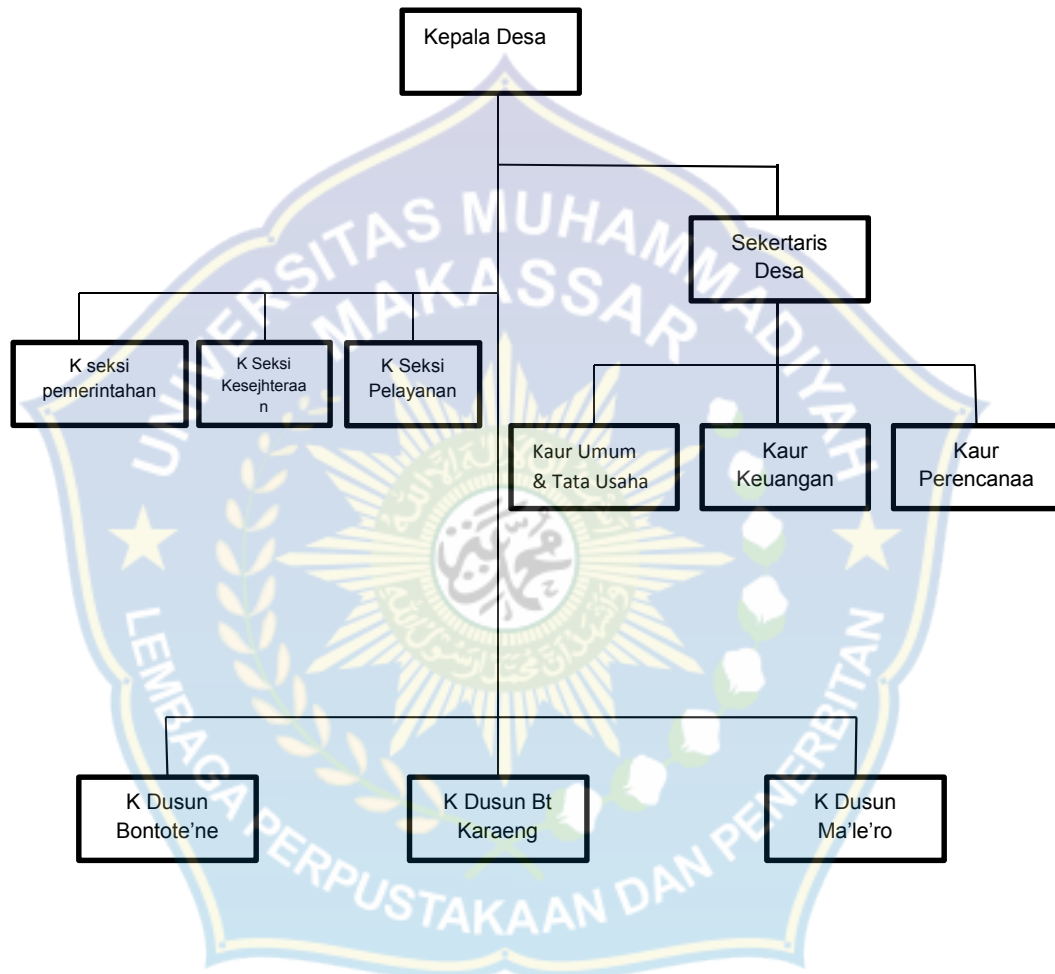 Kepala Desa
Sekertaris
Desa
K seksi
pemerintahan
K Seksi
Kesejhteraa
n
K Seksi
Pelayanan
Kaur Umum
& Tata Usaha
Kaur
Keuangan
Kaur
Perencanaa
K Dusun
Bontote’ne
K Dusun Bt
Karaeng
K Dusun
Ma’le’ro
UNIVERSITAS MUHAMMADIYAH
MAKASSAR
LEMBAGA PERPUSTAKAAN DAN PENERBITAN